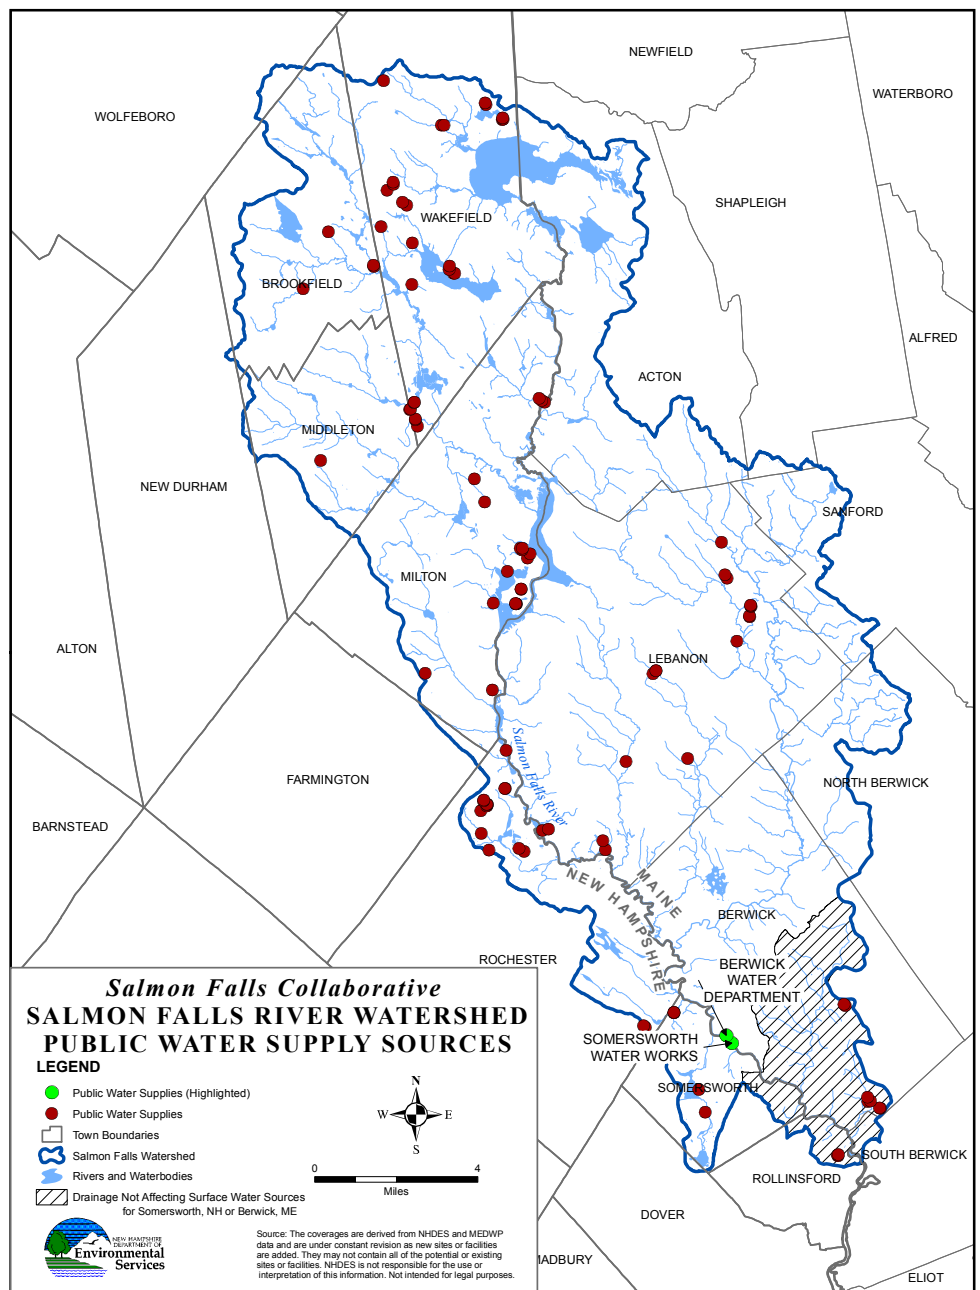 NEWFIELD
WATERBORO
WOLFEBORO
SHAPLEIGH
WAKEFIELD
BROOKFIELD
ALFRED
ACTON
MIDDLETON
NEW DURHAM
SANFORD
MILTON
ALTON
LEBANON
Salmon Falls River
FARMINGTON
NORTH BERWICK
BARNSTEAD
MAINE
NEW HAMPSHIRE
BERWICK
ROCHESTER
BERWICK
WATER
DEPARTMENT
SOMERSWORTH
WATER WORKS
SOMERSWORTH
SOUTH BERWICK
ROLLINSFORD
DOVER
MADBURY
ELIOT
Salmon Falls Collaborative
SALMON FALLS RIVER WATERSHED
PUBLIC WATER SUPPLY SOURCES
LEGEND
Public Water Supplies (Highlighted)
Public Water Supplies
Town Boundaries
Salmon Falls Watershed
Rivers and Waterbodies
Drainage Not Affecting Surface Water Sources
for Somersworth, NH or Berwick, ME
N
W E
S
0 4
Miles
NEW HAMPSHIRE
DEPARTMENT OF
Environmental
Services
Source: The coverages are derived from NHDES and MEDWP
data and are under constant revision as new sites or facilities
are added. They may not contain all of the potential or existing
sites or facilities. NHDES is not responsible for the use or
interpretation of this information. Not intended for legal purposes.